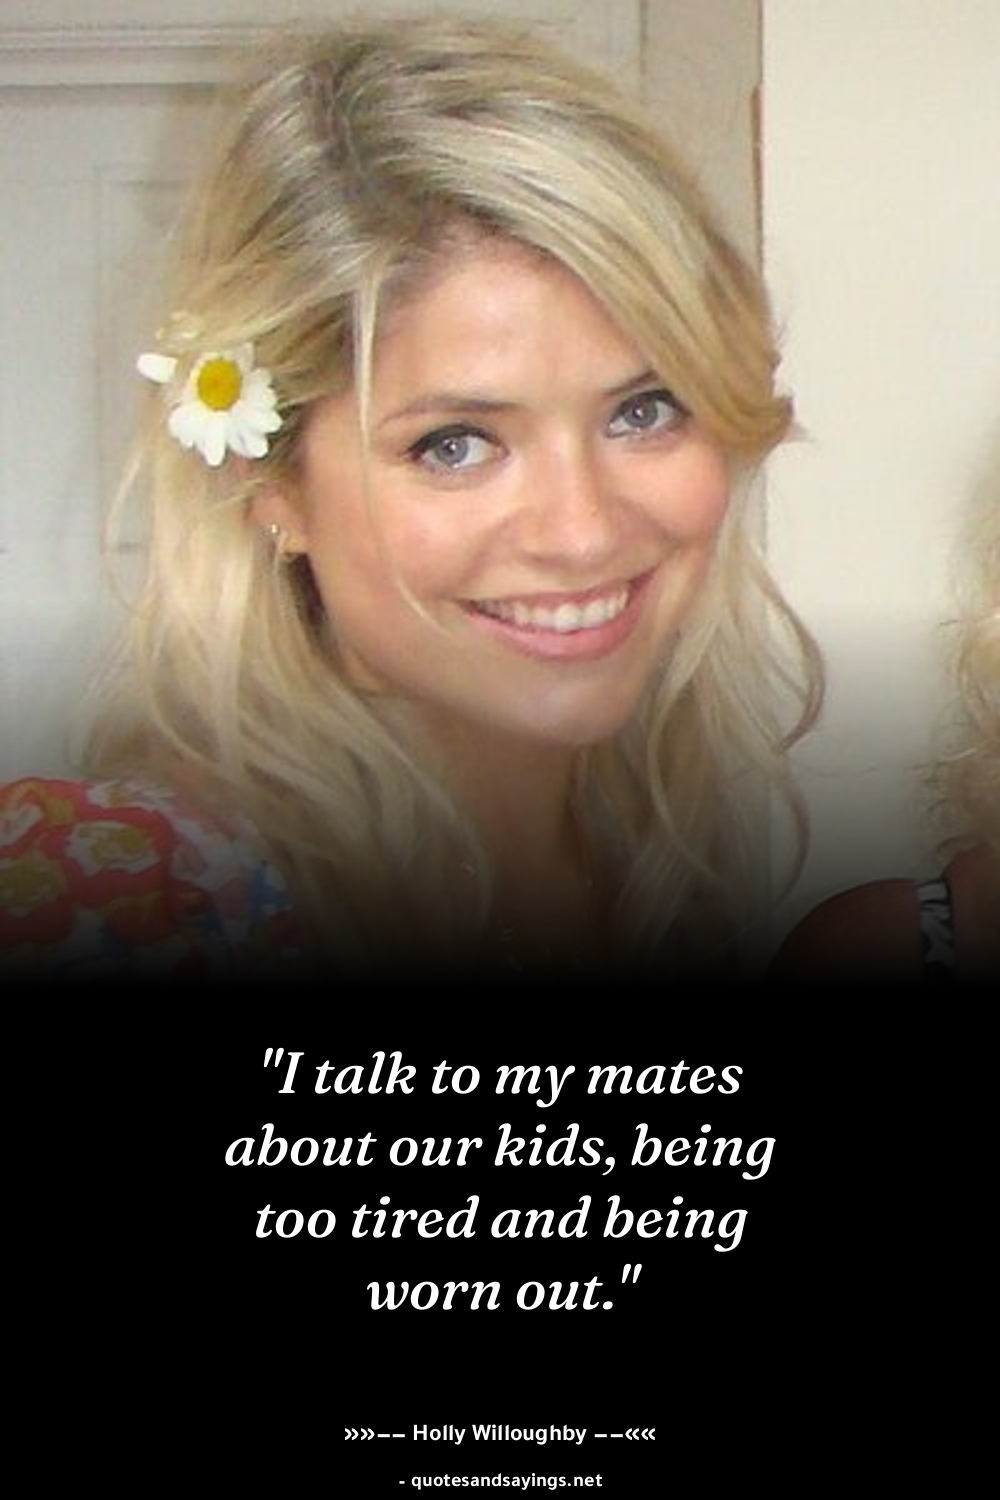 "I talk to my mates
about our kids, being
too tired and being
worn out."
»»−− Holly Willoughby −−««
- quotesandsayings.net